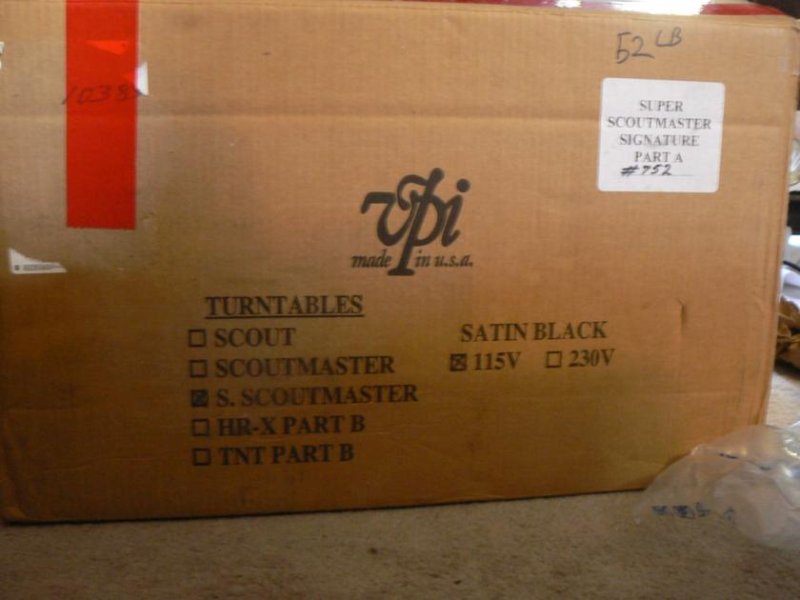 52 LB
SUPER
SCOUTMASTER
SIGNATURE
PART A
#752
vpi
made in u.s.a.
TURNTABLES
SCOUT
SCOUTMASTER
S. SCOUTMASTER
HR-X PART B
TNT PART B
SATIN BLACK
115V 230V